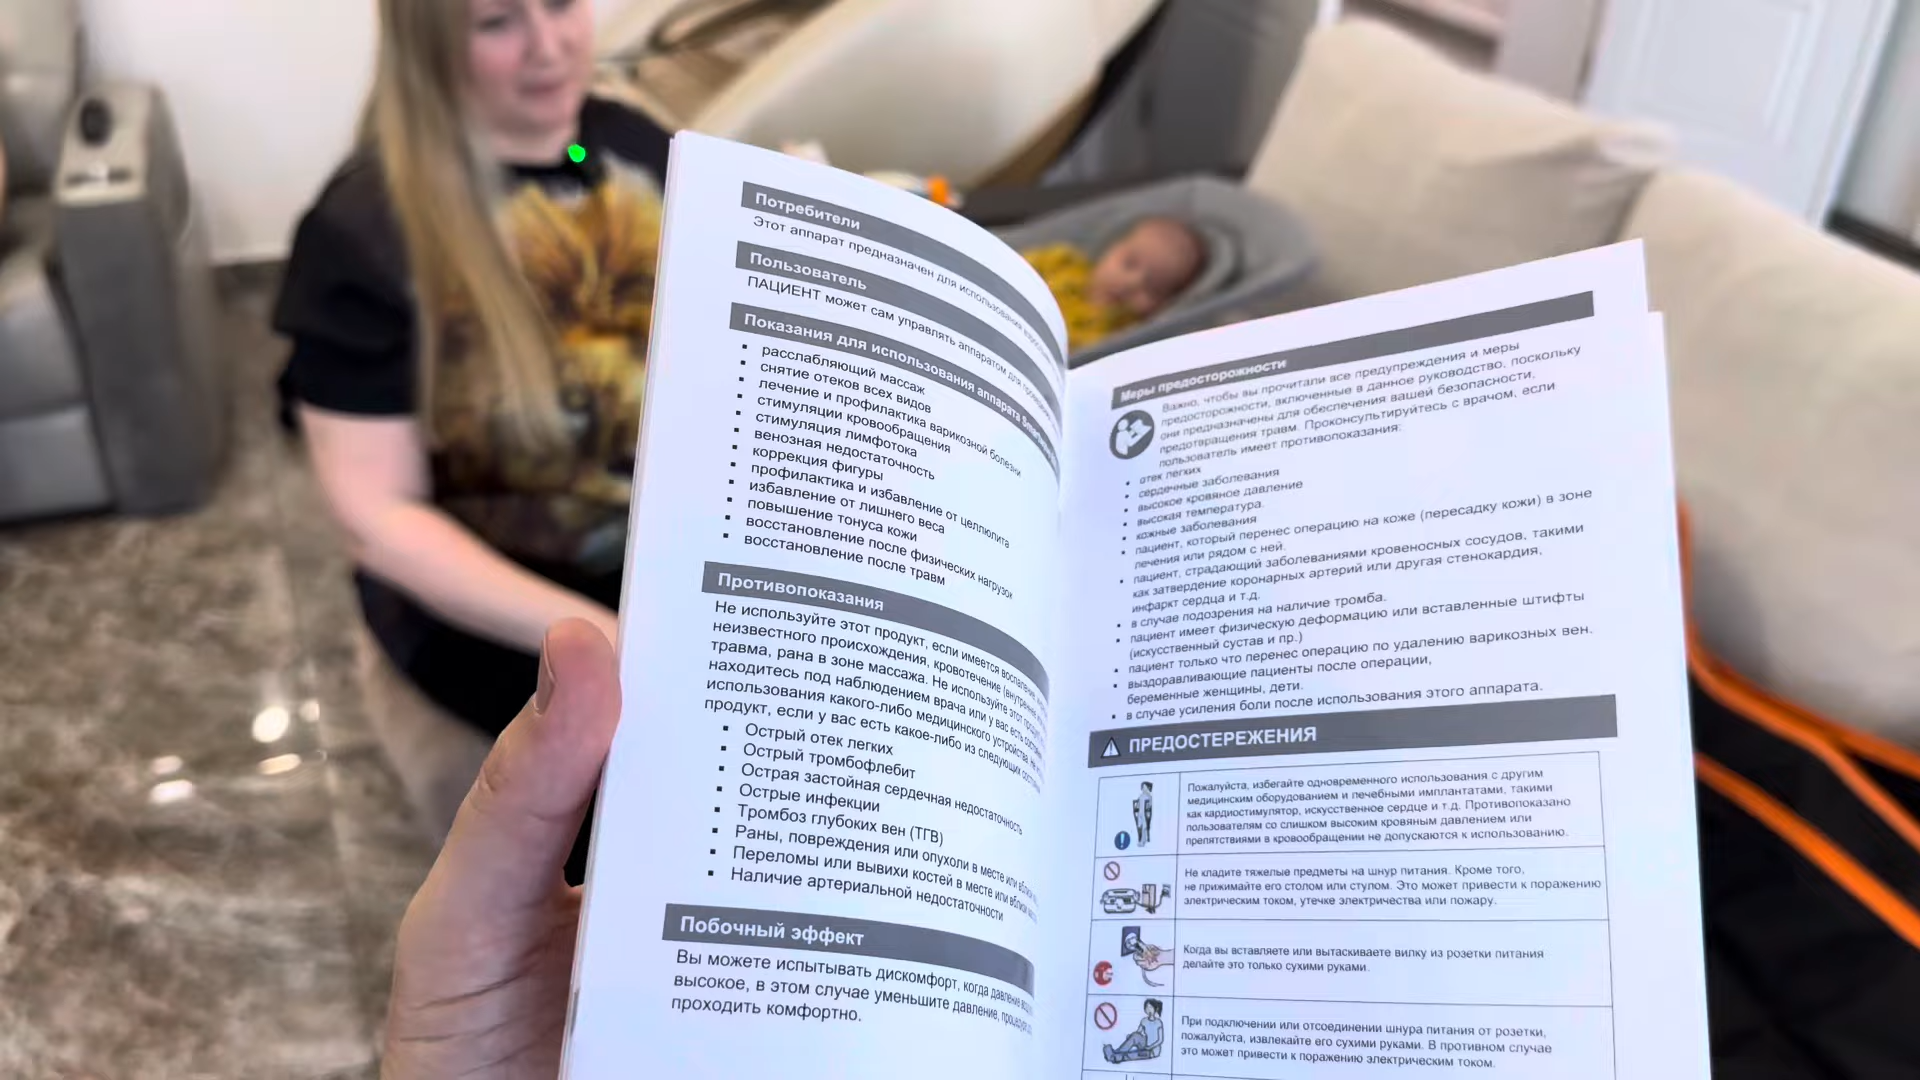 Потребители
Этот аппарат предназначен для использования
Пользователь
ПАЦИЕНТ может сам управлять аппаратом для
Показания для использования аппарата
▪ расслабляющий массаж
▪ снятие отеков всех видов
▪ лечение и профилактика варикозной болезни
▪ стимуляции кровообращения
▪ стимуляция лимфотока
▪ венозная недостаточность
▪ коррекция фигуры
▪ профилактика и избавление от целлюлита
▪ избавление от лишнего веса
▪ повышение тонуса кожи
▪ восстановление после физических нагрузок
▪ восстановление после травм
Противопоказания
Не используйте этот продукт, если имеется
неизвестного происхождения, кровотечение
травма, рана в зоне массажа. Не используйте этот
находитесь под наблюдением врача или у вас есть
использования какого-либо медицинского устройства. Не
продукт, если у вас есть какое-либо из следующих
▪ Острый отек легких
▪ Острый тромбофлебит
▪ Острая застойная сердечная недостаточность
▪ Острые инфекции
▪ Тромбоз глубоких вен (ТГВ)
▪ Раны, повреждения или опухоли в месте или
▪ Переломы или вывихи костей в месте или
▪ Наличие артериальной недостаточности
Побочный эффект
Вы можете испытывать дискомфорт, когда давление
высокое, в этом случае уменьшите давление,
проходить комфортно.
Меры предосторожности
Важно, чтобы вы прочитали все предупреждения и меры
предосторожности, включенные в данное руководство, поскольку
они предназначены для обеспечения вашей безопасности,
предотвращения травм. Проконсультируйтесь с врачом, если
пользователь имеет противопоказания:
• отек легких
• сердечные заболевания
• высокое кровяное давление
• высокая температура.
• кожные заболевания
• пациент, который перенес операцию на коже (пересадку кожи) в зоне
лечения или рядом с ней.
• пациент, страдающий заболеваниями кровеносных сосудов, такими
как затвердение коронарных артерий или другая стенокардия,
инфаркт сердца и т.д.
• в случае подозрения на наличие тромба.
• пациент имеет физическую деформацию или вставленные штифты
(искусственный сустав и пр.)
• пациент только что перенес операцию по удалению варикозных вен.
• выздоравливающие пациенты после операции,
беременные женщины, дети.
• в случае усиления боли после использования этого аппарата.
ПРЕДОСТЕРЕЖЕНИЯ
Пожалуйста, избегайте одновременного использования с другим
медицинским оборудованием и лечебными имплантатами, такими
как кардиостимулятор, искусственное сердце и т.д. Противопоказано
пользователям со слишком высоким кровяным давлением или
препятствиями в кровообращении не допускаются к использованию.
Не кладите тяжелые предметы на шнур питания. Кроме того,
не прижимайте его столом или стулом. Это может привести к поражению
электрическим током, утечке электричества или пожару.
Когда вы вставляете или вытаскиваете вилку из розетки питания
делайте это только сухими руками.
При подключении или отсоединении шнура питания от розетки,
пожалуйста, извлекайте его сухими руками. В противном случае
это может привести к поражению электрическим током.